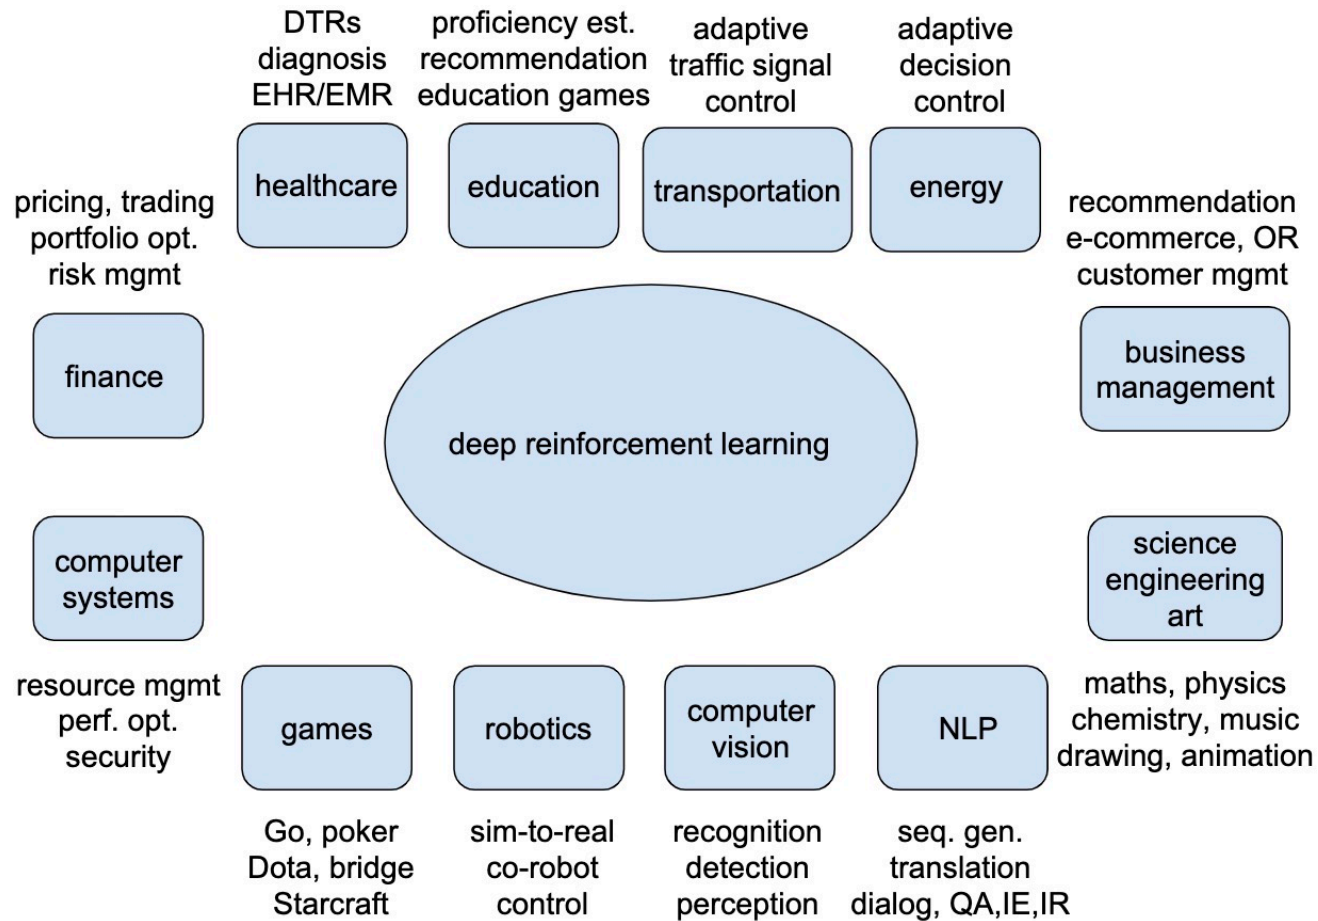 DTRs
diagnosis
EHR/EMR
healthcare
proficiency est.
recommendation
education games
education
adaptive
traffic signal
control
transportation
adaptive
decision
control
energy
pricing, trading
portfolio opt.
risk mgmt
finance
recommendation
e-commerce, OR
customer mgmt
business
management
deep reinforcement learning
computer
systems
resource mgmt
perf. opt.
security
science
engineering
art
maths, physics
chemistry, music
drawing, animation
games
Go, poker
Dota, bridge
Starcraft
robotics
sim-to-real
co-robot
control
computer
vision
recognition
detection
perception
NLP
seq. gen.
translation
dialog, QA,IE,IR